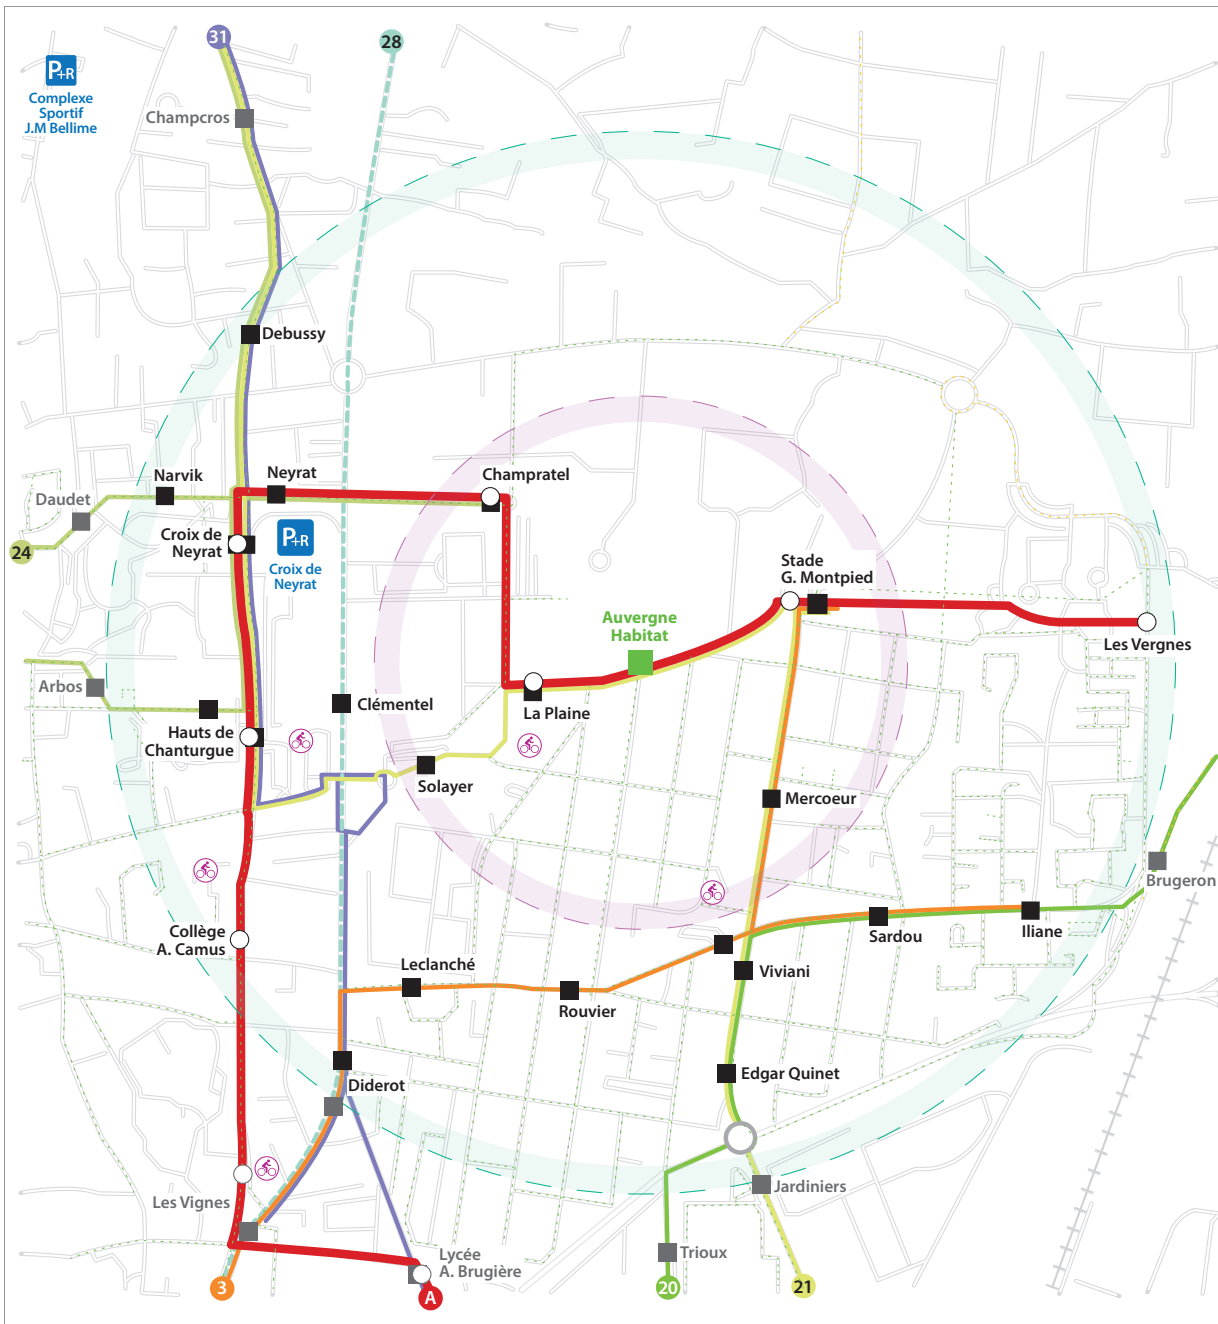 31
28
P+R
Complexe
Sportif
J.M Bellime
Champcros
Debussy
Narvik
Neyrat
Champratel
Daudet
24
Croix de
Neyrat
P+R
Croix de
Neyrat
Stade
G. Montpied
Auvergne
Habitat
Les Vergnes
Arbos
Clémentel
La Plaine
Hauts de
Chanturgue
Solayer
Mercoeur
Brugeron
Collège
A. Camus
Leclanché
Sardou
Iliane
Viviani
Rouvier
Edgar Quinet
Diderot
Les Vignes
Jardiniers
Lycée
A. Brugière
Trioux
3
A
20
21